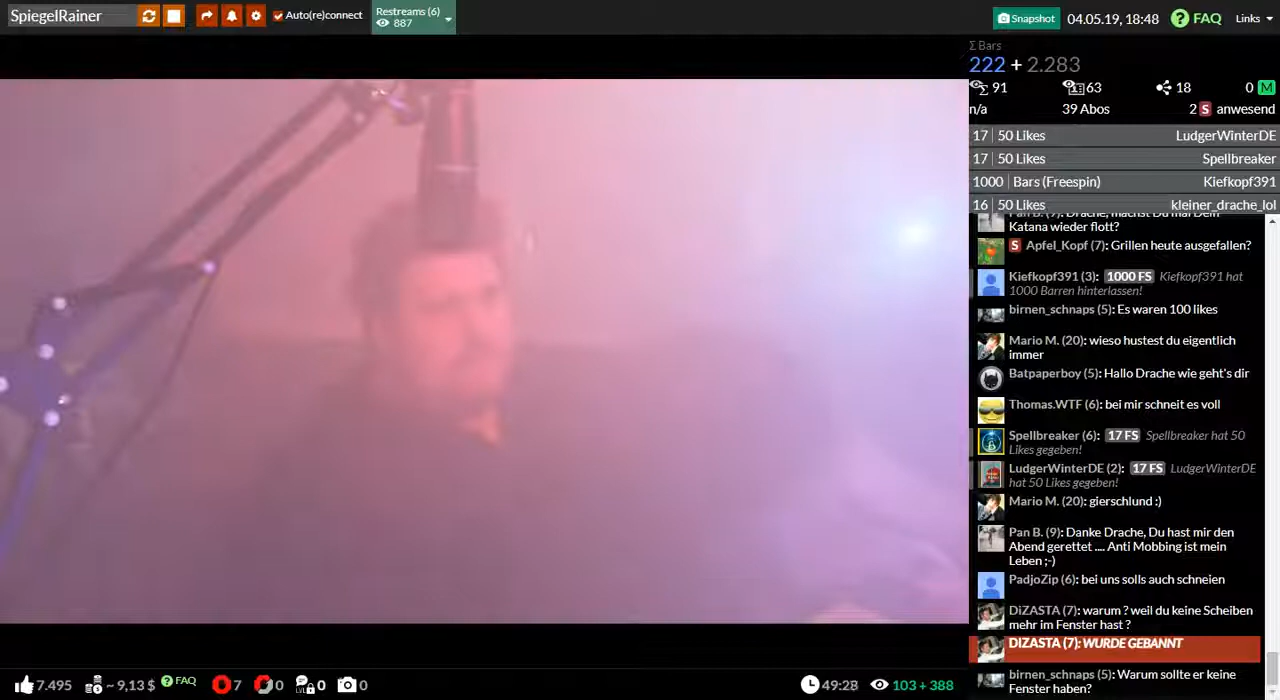 SpiegelRainer
Auto(re)connect
Restreams (6)
887
Snapshot
04.05.19, 18:48
FAQ
Links
Σ Bars
222 + 2.283
Σ 91
63
18
0 M
n/a
39 Abos
2 S anwesend
17 | 50 Likes LudgerWinterDE
17 | 50 Likes Spellbreaker
1000 | Bars (Freespin) Kiefkopf391
16 | 50 Likes kleiner_drache_lol
Pan B. (9): Drache, machst Du mal Dein
Katana wieder flott?
S Apfel_Kopf (7): Grillen heute ausgefallen?
Kiefkopf391 (3): 1000 FS Kiefkopf391 hat
1000 Barren hinterlassen!
birnen_schnaps (5): Es waren 100 likes
Mario M. (20): wieso hustest du eigentlich
immer
Batpaperboy (5): Hallo Drache wie geht's dir
Thomas.WTF (6): bei mir schneit es voll
Spellbreaker (6): 17 FS Spellbreaker hat 50
Likes gegeben!
LudgerWinterDE (2): 17 FS LudgerWinterDE
hat 50 Likes gegeben!
Mario M. (20): gierschlund :)
Pan B. (9): Danke Drache, Du hast mir den
Abend gerettet .... Anti Mobbing ist mein
Leben ;-)
PadjoZip (6): bei uns solls auch schneien
DiZASTA (7): warum ? weil du keine Scheiben
mehr im Fenster hast ?
DIZASTA (7): WURDE GEBANNT
birnen_schnaps (5): Warum sollte er keine
Fenster haben?
7.495
~ 9,13 $
FAQ
7
0
LVL
0
0
49:28
103 + 388